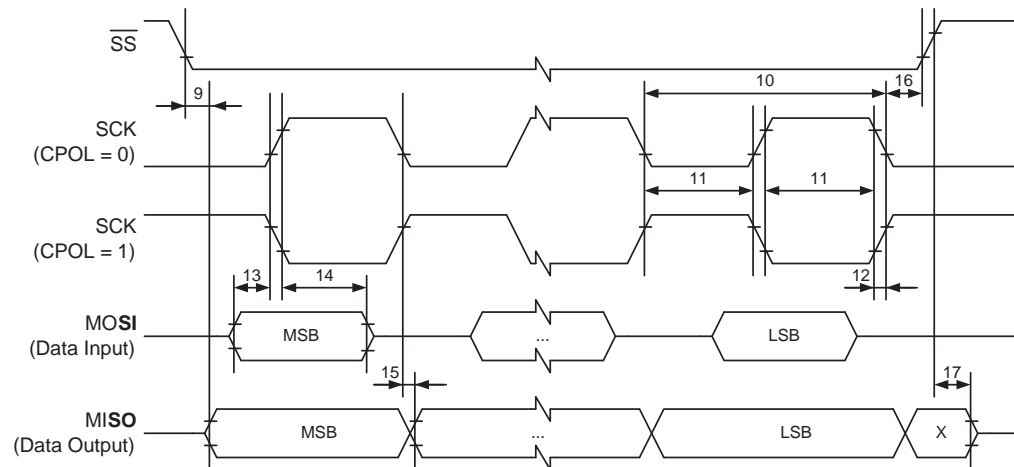 SS
9
10
16
SCK
(CPOL = 0)
11
11
SCK
(CPOL = 1)
13
14
12
MOSI
(Data Input)
MSB
...
LSB
15
17
MISO
(Data Output)
MSB
...
LSB
X